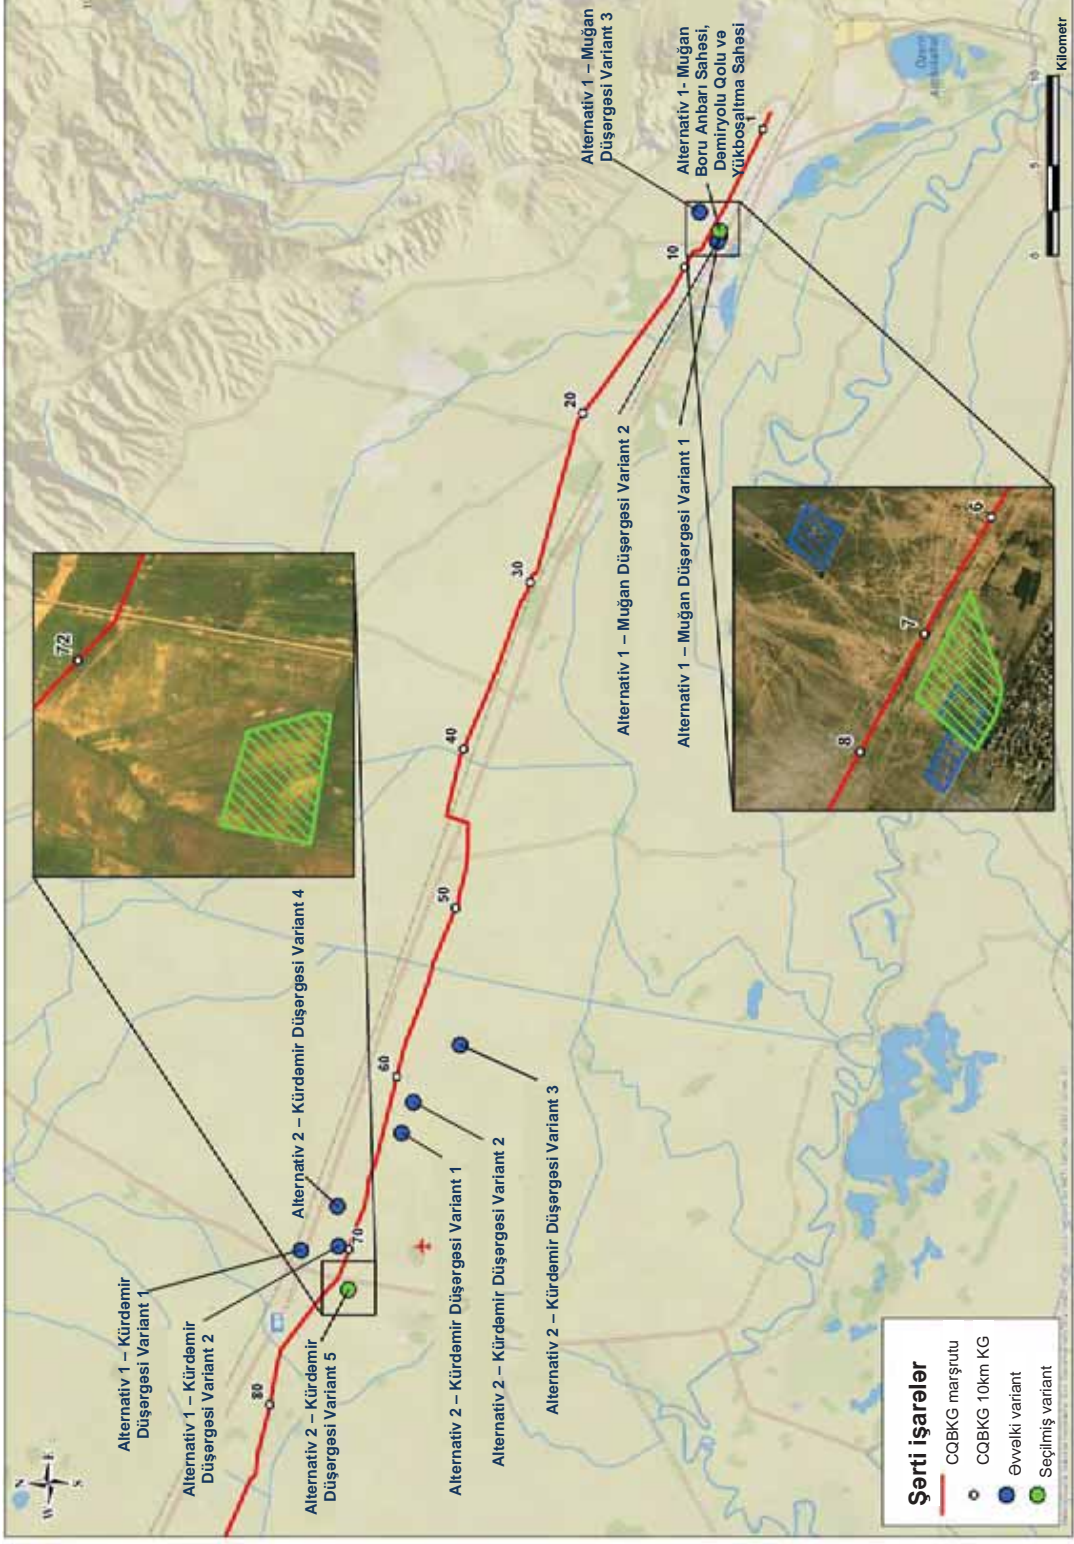 Alternativ 1 – Kürdəmir
Düşərgəsi Variant 1
Alternativ 1 – Kürdəmir
Düşərgəsi Variant 2
Alternativ 2 – Kürdəmir
Düşərgəsi Variant 5
Alternativ 2 – Kürdəmir Düşərgəsi Variant 4
Alternativ 2 – Kürdəmir Düşərgəsi Variant 1
Alternativ 2 – Kürdəmir Düşərgəsi Variant 2
Alternativ 2 – Kürdəmir Düşərgəsi Variant 3
Alternativ 1 – Muğan Düşərgəsi Variant 2
Alternativ 1 – Muğan Düşərgəsi Variant 1
Alternativ 1 – Muğan
Düşərgəsi Variant 3
Alternativ 1- Muğan
Boru Anbarı Sahəsi,
Dəmiryolu Qolu və
Yükboşaltma Sahəsi
80
70
60
50
40
30
20
10
1
72
8
7
6
N
W
E
S
Şərti işarələr
CQBKG marşrutu
CQBKG 10km KG
Əvvəlki variant
Seçilmiş variant
0
5
10
Kilometr